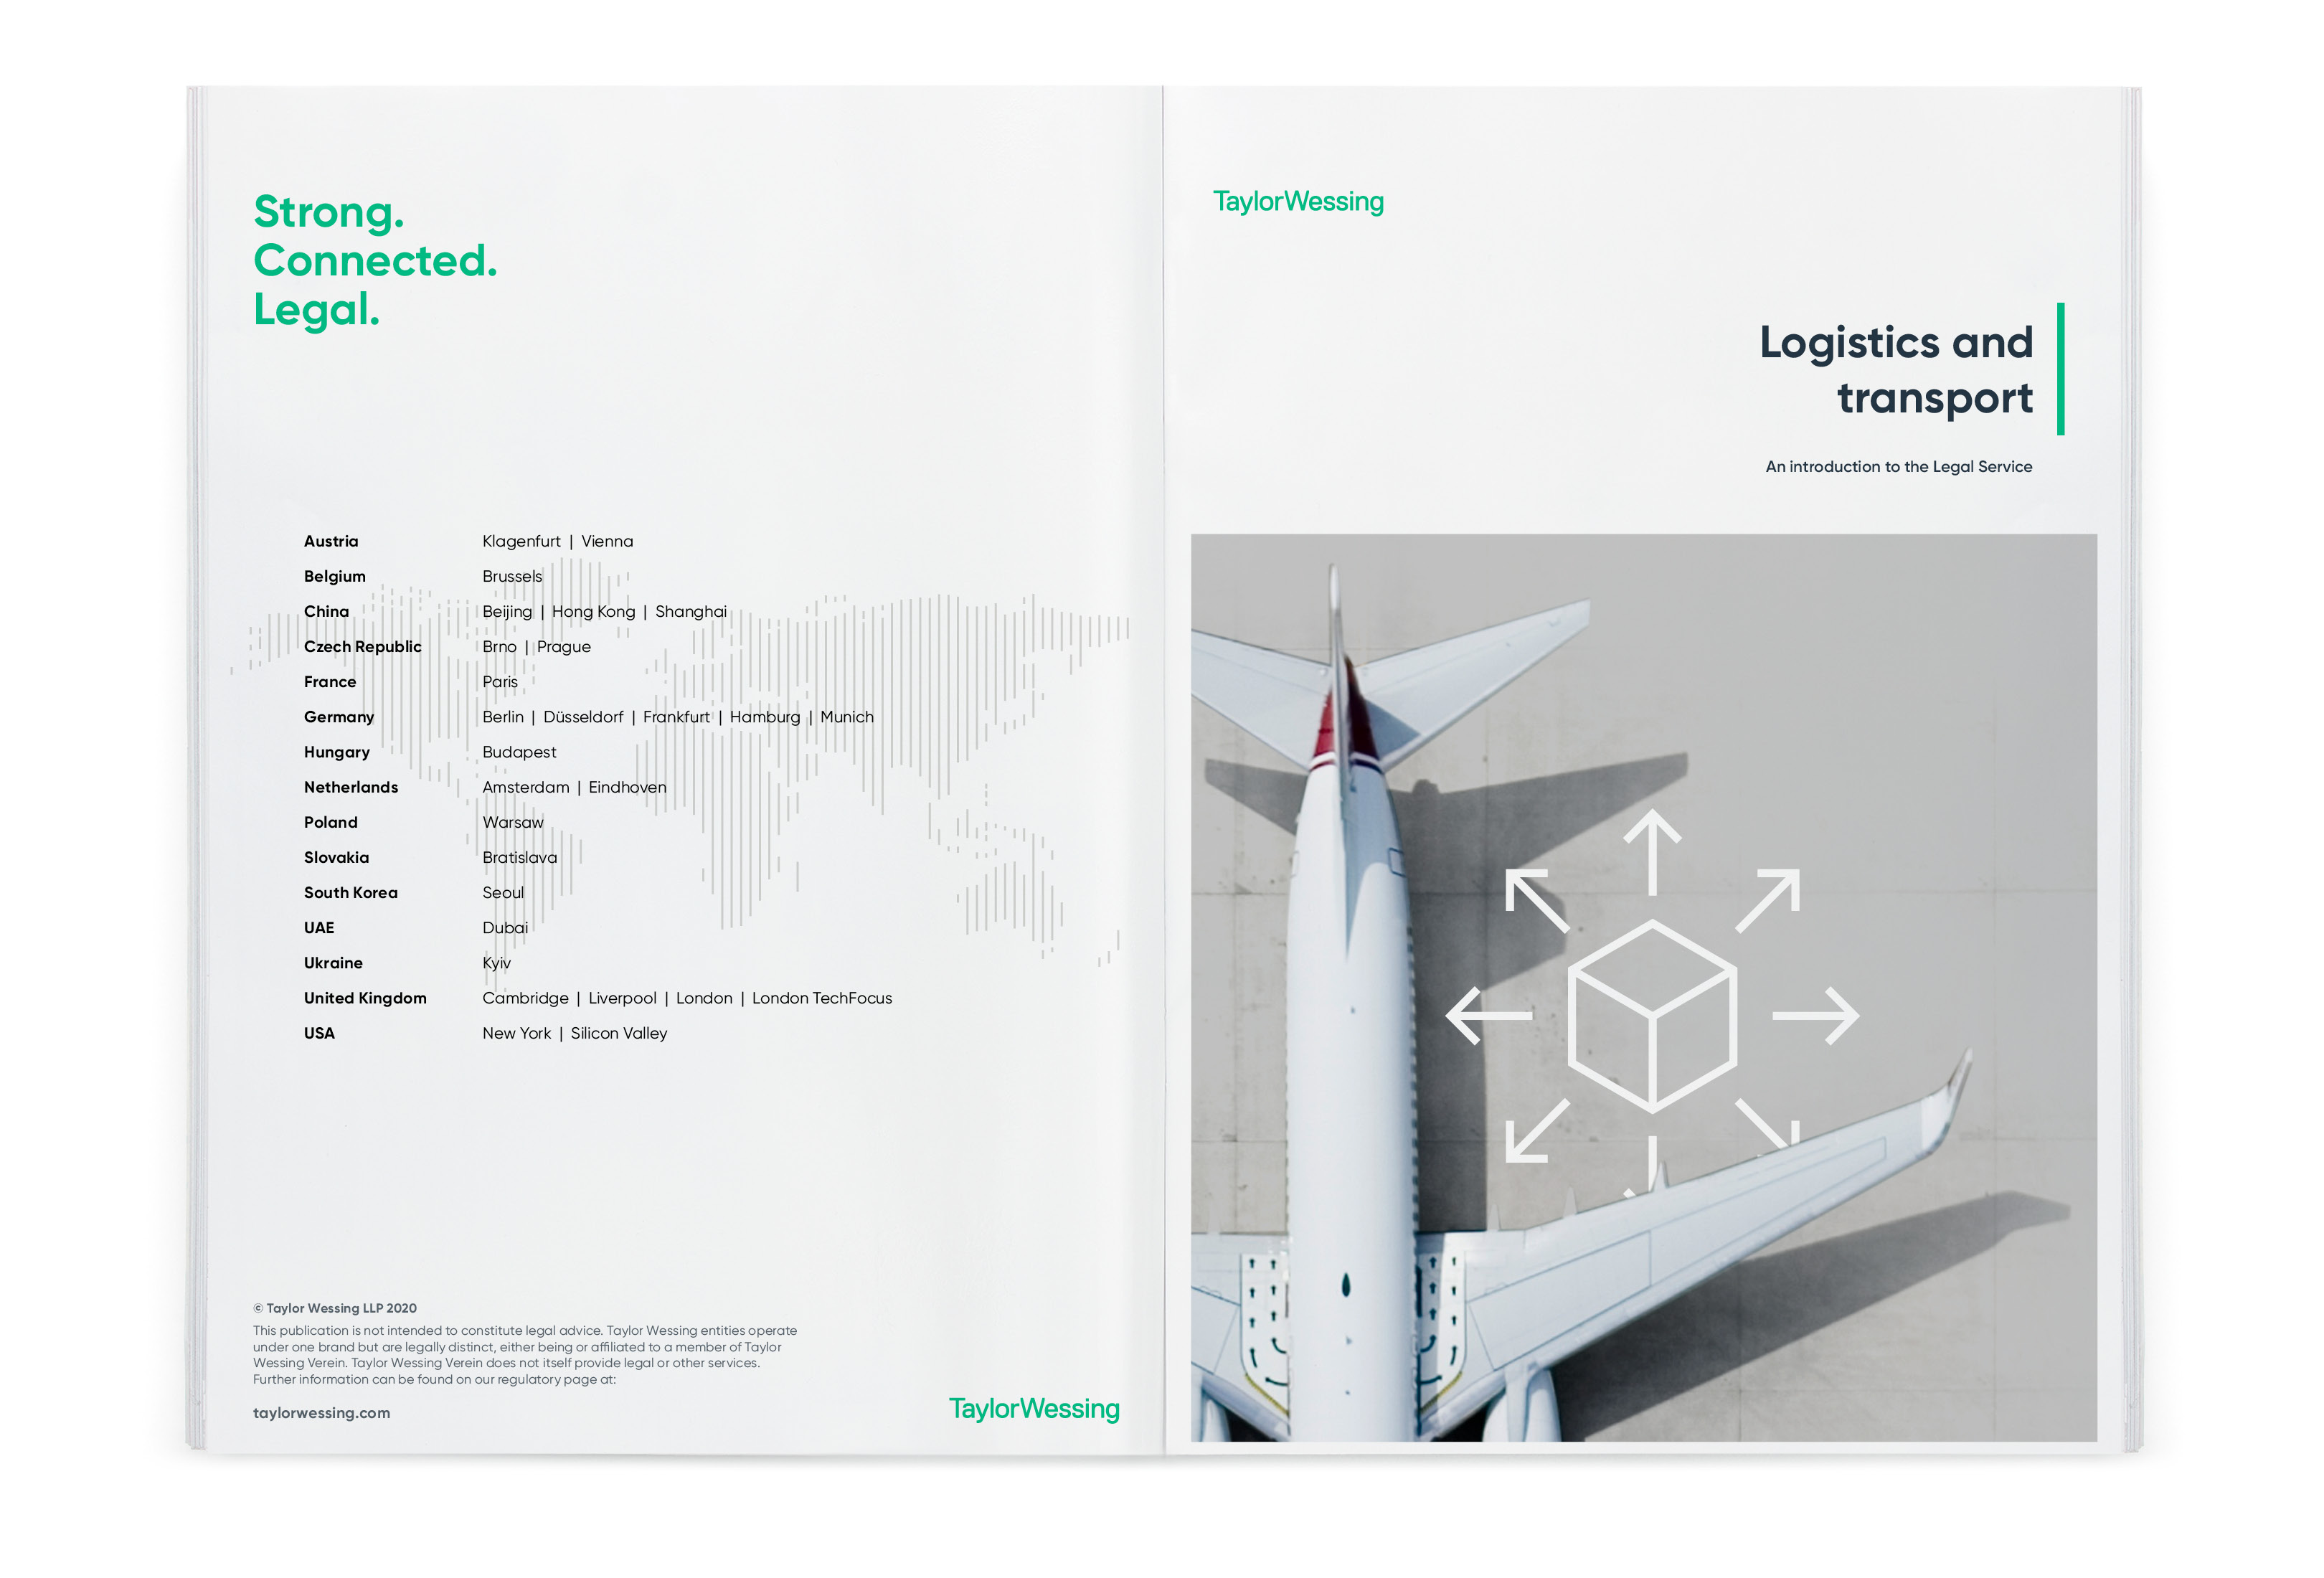 Strong.
Connected.
Legal.
Austria Klagenfurt | Vienna
Belgium Brussels
China Beijing | Hong Kong | Shanghai
Czech Republic Brno | Prague
France Paris
Germany Berlin | Düsseldorf | Frankfurt | Hamburg | Munich
Hungary Budapest
Netherlands Amsterdam | Eindhoven
Poland Warsaw
Slovakia Bratislava
South Korea Seoul
UAE Dubai
Ukraine Kyiv
United Kingdom Cambridge | Liverpool | London | London TechFocus
USA New York | Silicon Valley
© Taylor Wessing LLP 2020
This publication is not intended to constitute legal advice. Taylor Wessing entities operate
under one brand but are legally distinct, either being or affiliated to a member of Taylor
Wessing Verein. Taylor Wessing Verein does not itself provide legal or other services.
Further information can be found on our regulatory page at:
taylorwessing.com
TaylorWessing
TaylorWessing
Logistics and
transport
An introduction to the Legal Service